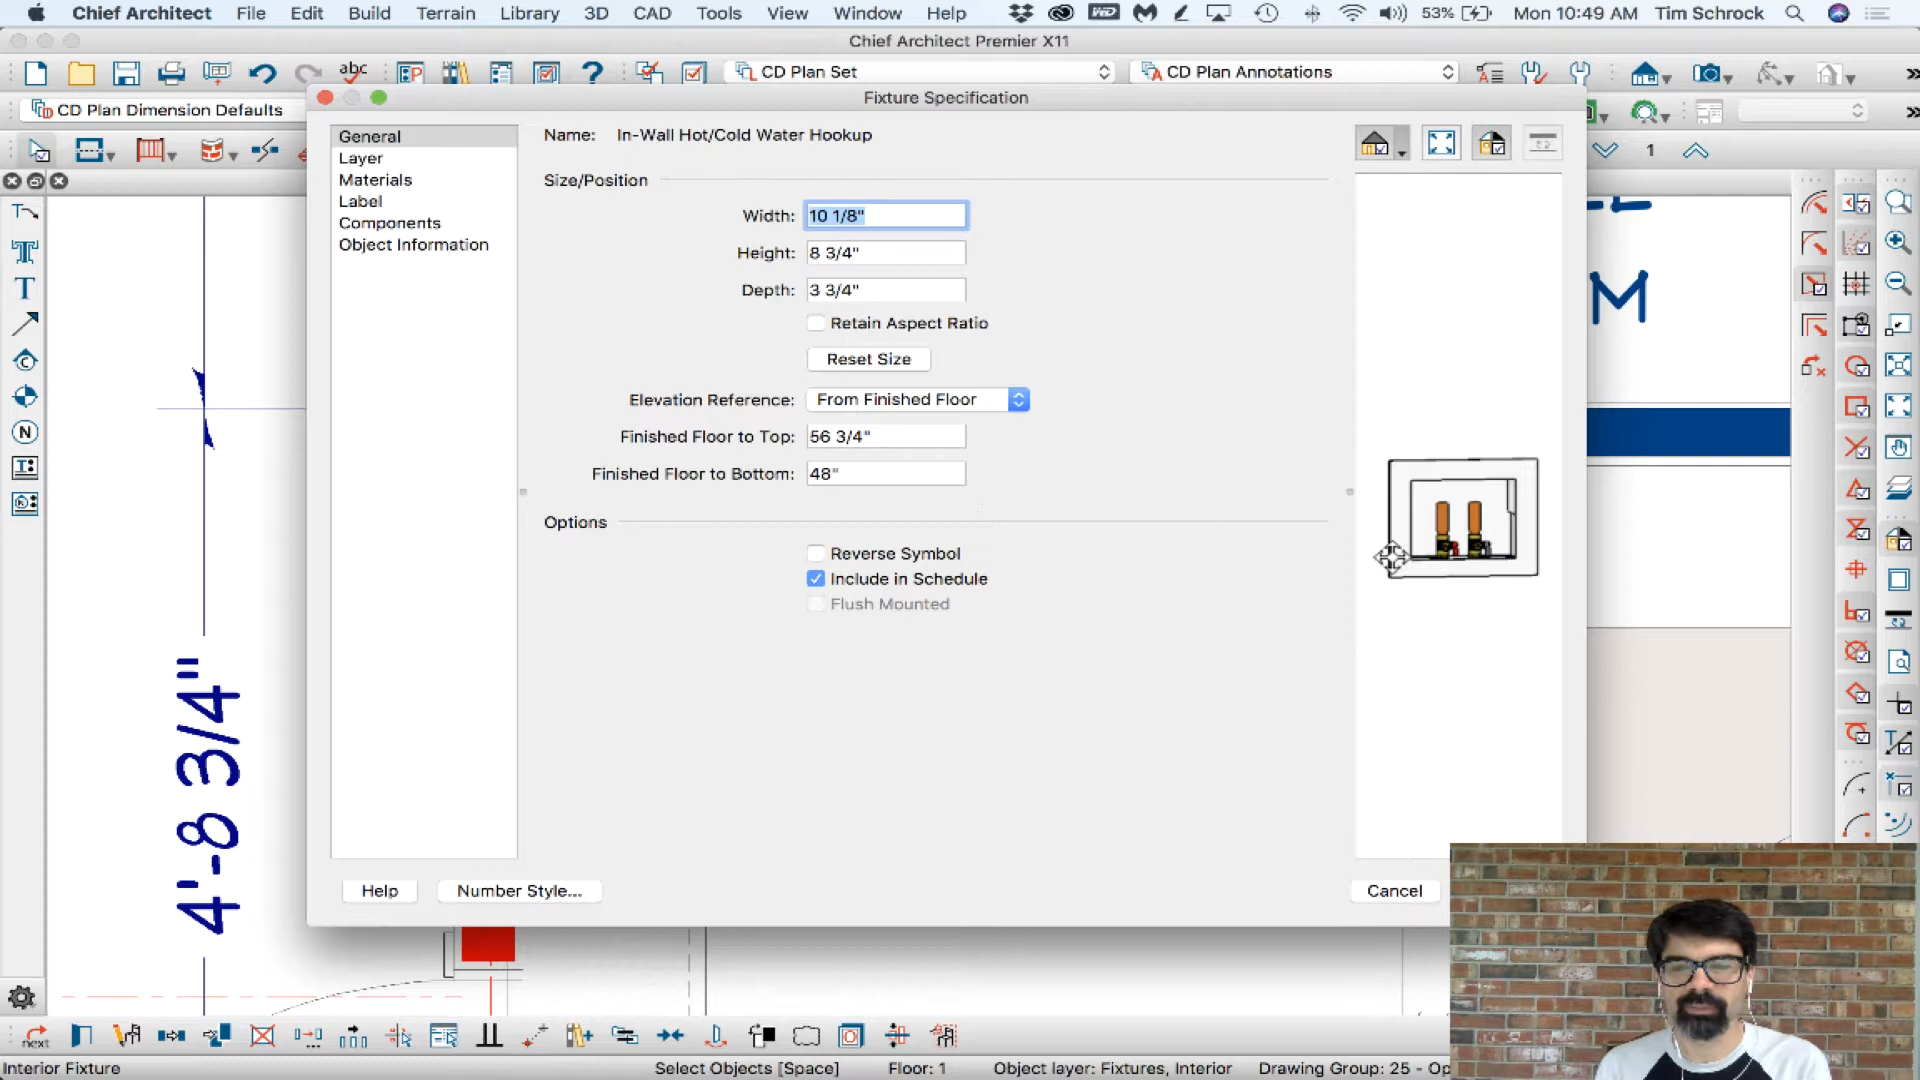 Chief Architect File Edit Build Terrain Library 3D CAD Tools View Window Help 53% Mon 10:49 AM Tim Schrock
Chief Architect Premier X11
abc CD Plan Set CD Plan Annotations
CD Plan Dimension Defaults
Fixture Specification
General
Layer
Materials
Label
Components
Object Information
Name: In-Wall Hot/Cold Water Hookup
Size/Position
Width: 10 1/8"
Height: 8 3/4"
Depth: 3 3/4"
Retain Aspect Ratio
Reset Size
Elevation Reference: From Finished Floor
Finished Floor to Top: 56 3/4"
Finished Floor to Bottom: 48"
Options
Reverse Symbol
Include in Schedule
Flush Mounted
1
M
4'-8 3/4"
Help Number Style... Cancel
next
Interior Fixture Select Objects [Space] Floor: 1 Object layer: Fixtures, Interior Drawing Group: 25 - Op